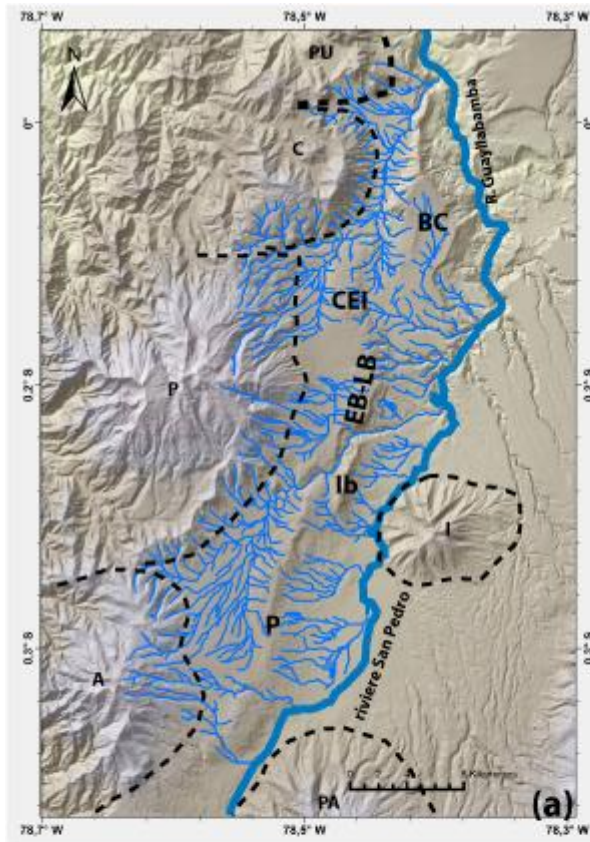 78,7° W
78,5° W
78,3° W
N
PU
R. Guayllabamba
0°
C
BC
CEI
0,2° S
P
0,2° S
EB-LB
Ib
I
P
riviere San Pedro
0,3° S
A
0,3° S
PA
(a)
78,7° W
78,5° W
78,3° W